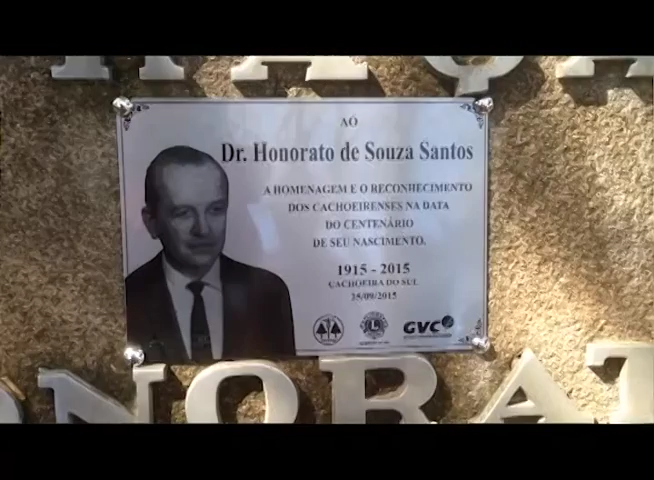 AO
Dr. Honorato de Souza Santos
A HOMENAGEM E O RECONHECIMENTO
DOS CACHOEIRENSES NA DATA
DO CENTENÁRIO
DE SEU NASCIMENTO.
1915 - 2015
CACHOEIRA DO SUL
25/09/2015
GVC
NORAT